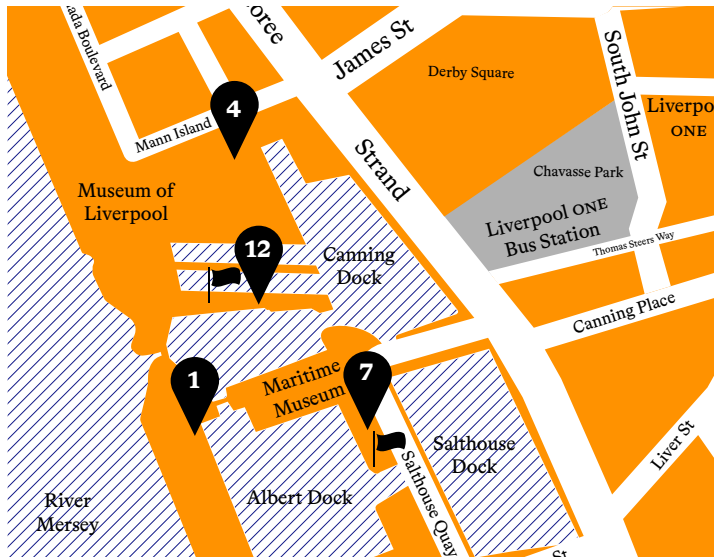 ada Boulevard
oree
James St
Derby Square
South John St
Liverpo
ONE
4
Mann Island
Strand
Chavasse Park
Museum of
Liverpool
Liverpool ONE
Bus Station
Thomas Steers Way
12
Canning
Dock
Canning Place
1
Maritime
Museum
7
Salthouse
Dock
Liver St
Salthouse Quay
Albert Dock
River
Mersey
St